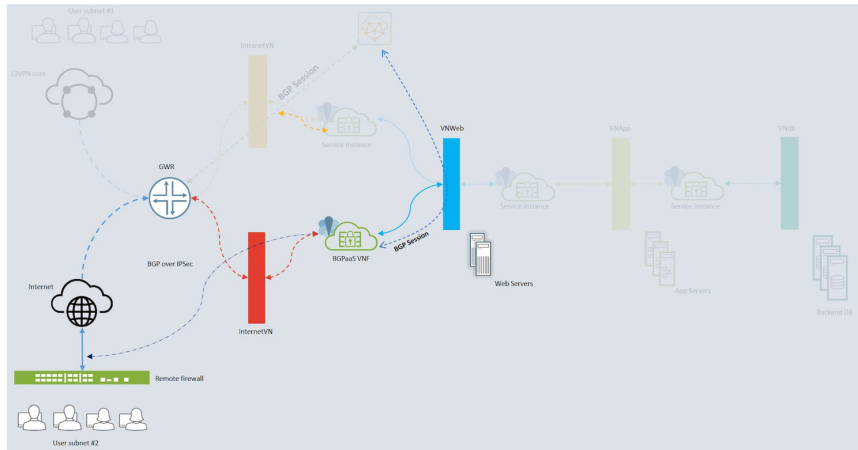 User subnet #1
IntranetVN
L3VPN core
BGP Session
VNWeb
VNApp
VNdb
Service Instance
GWR
Service Instance
Service Instance
BGP over IPSec
BGPaaS VNF
BGP Session
Internet
Web Servers
App Servers
Backend DB
InternetVN
Remote firewall
User subnet #2